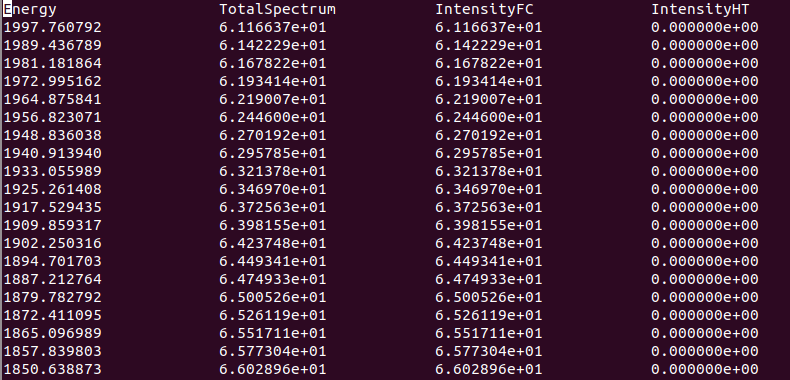 Energy TotalSpectrum IntensityFC IntensityHT
1997.760792 6.116637e+01 6.116637e+01 0.000000e+00
1989.436789 6.142229e+01 6.142229e+01 0.000000e+00
1981.181864 6.167822e+01 6.167822e+01 0.000000e+00
1972.995162 6.193414e+01 6.193414e+01 0.000000e+00
1964.875841 6.219007e+01 6.219007e+01 0.000000e+00
1956.823071 6.244600e+01 6.244600e+01 0.000000e+00
1948.836038 6.270192e+01 6.270192e+01 0.000000e+00
1940.913940 6.295785e+01 6.295785e+01 0.000000e+00
1933.055989 6.321378e+01 6.321378e+01 0.000000e+00
1925.261408 6.346970e+01 6.346970e+01 0.000000e+00
1917.529435 6.372563e+01 6.372563e+01 0.000000e+00
1909.859317 6.398155e+01 6.398155e+01 0.000000e+00
1902.250316 6.423748e+01 6.423748e+01 0.000000e+00
1894.701703 6.449341e+01 6.449341e+01 0.000000e+00
1887.212764 6.474933e+01 6.474933e+01 0.000000e+00
1879.782792 6.500526e+01 6.500526e+01 0.000000e+00
1872.411095 6.526119e+01 6.526119e+01 0.000000e+00
1865.096989 6.551711e+01 6.551711e+01 0.000000e+00
1857.839803 6.577304e+01 6.577304e+01 0.000000e+00
1850.638873 6.602896e+01 6.602896e+01 0.000000e+00